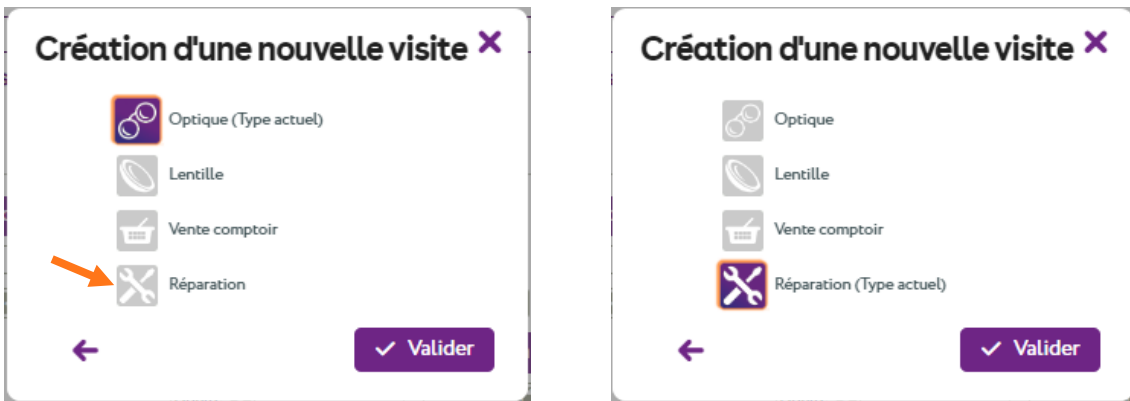 Création d'une nouvelle visite
Optique (Type actuel)
Lentille
Vente comptoir
Réparation
Valider
Création d'une nouvelle visite
Optique
Lentille
Vente comptoir
Réparation (Type actuel)
Valider